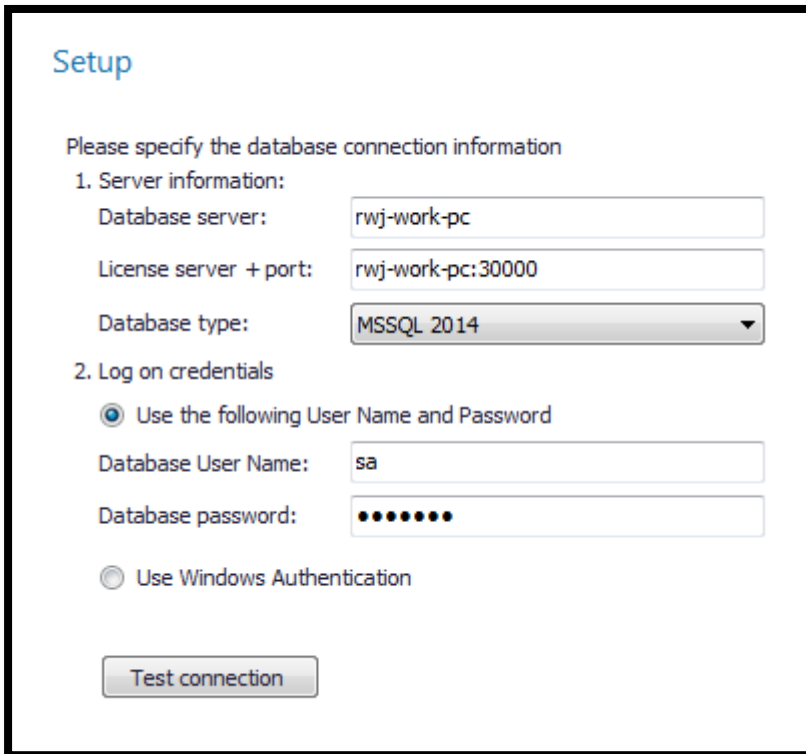 Setup
Please specify the database connection information
1. Server information:
Database server: rwj-work-pc
License server + port: rwj-work-pc:30000
Database type: MSSQL 2014
2. Log on credentials
Use the following User Name and Password
Database User Name: sa
Database password: •••••••
Use Windows Authentication
Test connection